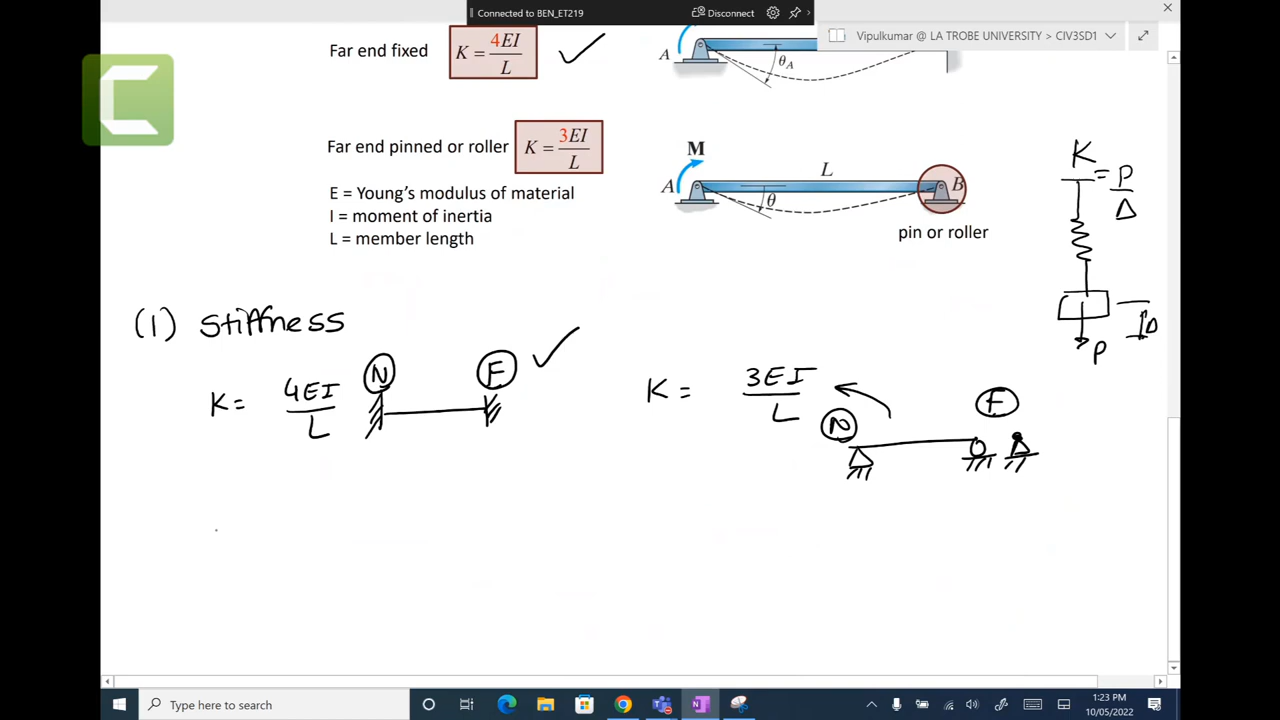 Connected to BEN_ET219
Disconnect
Vipulkumar @ LA TROBE UNIVERSITY > CIV3SD1
Far end fixed
K = 4EI / L
A
θA
Far end pinned or roller
K = 3EI / L
M
A
L
B
θ
pin or roller
E = Young's modulus of material
I = moment of inertia
L = member length
K = P / Δ
Δ
P
(1) Stiffness
K = 4EI / L
N
F
K = 3EI / L
N
F
Type here to search
1:23 PM
10/05/2022